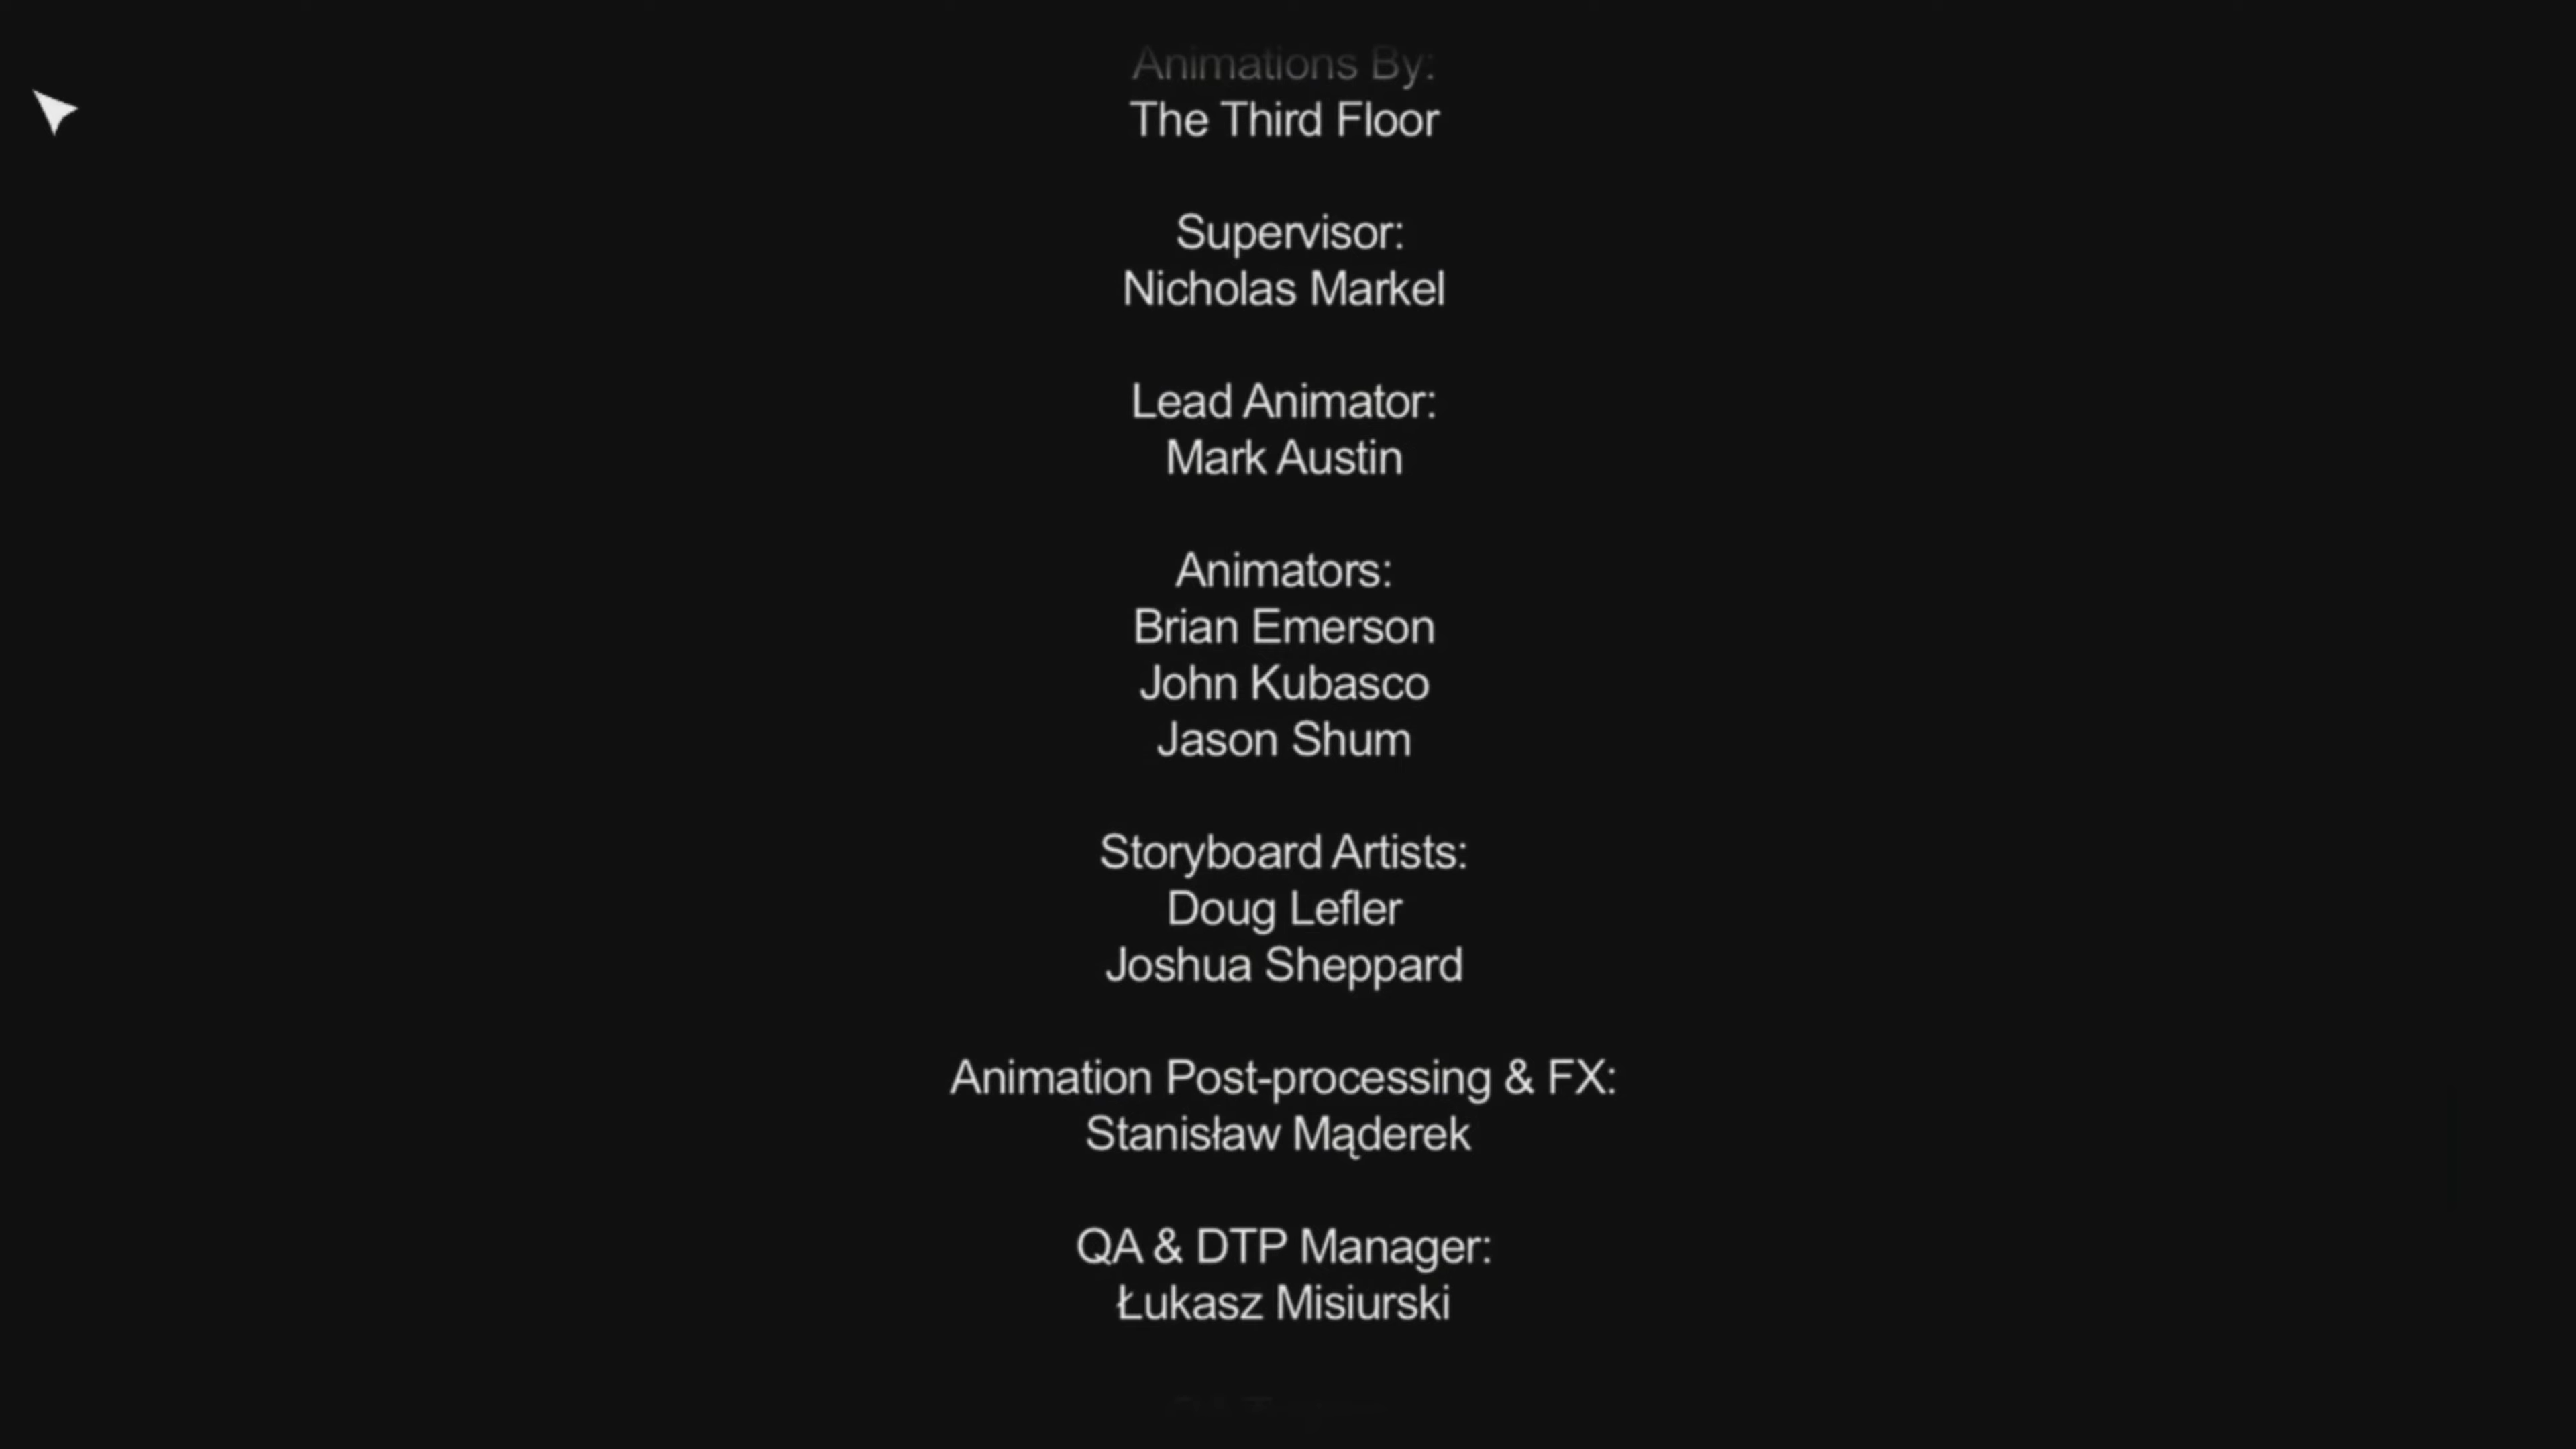 Animations By:
The Third Floor
Supervisor:
Nicholas Markel
Lead Animator:
Mark Austin
Animators:
Brian Emerson
John Kubasco
Jason Shum
Storyboard Artists:
Doug Lefler
Joshua Sheppard
Animation Post-processing & FX:
Stanisław Mąderek
QA & DTP Manager:
Łukasz Misiurski